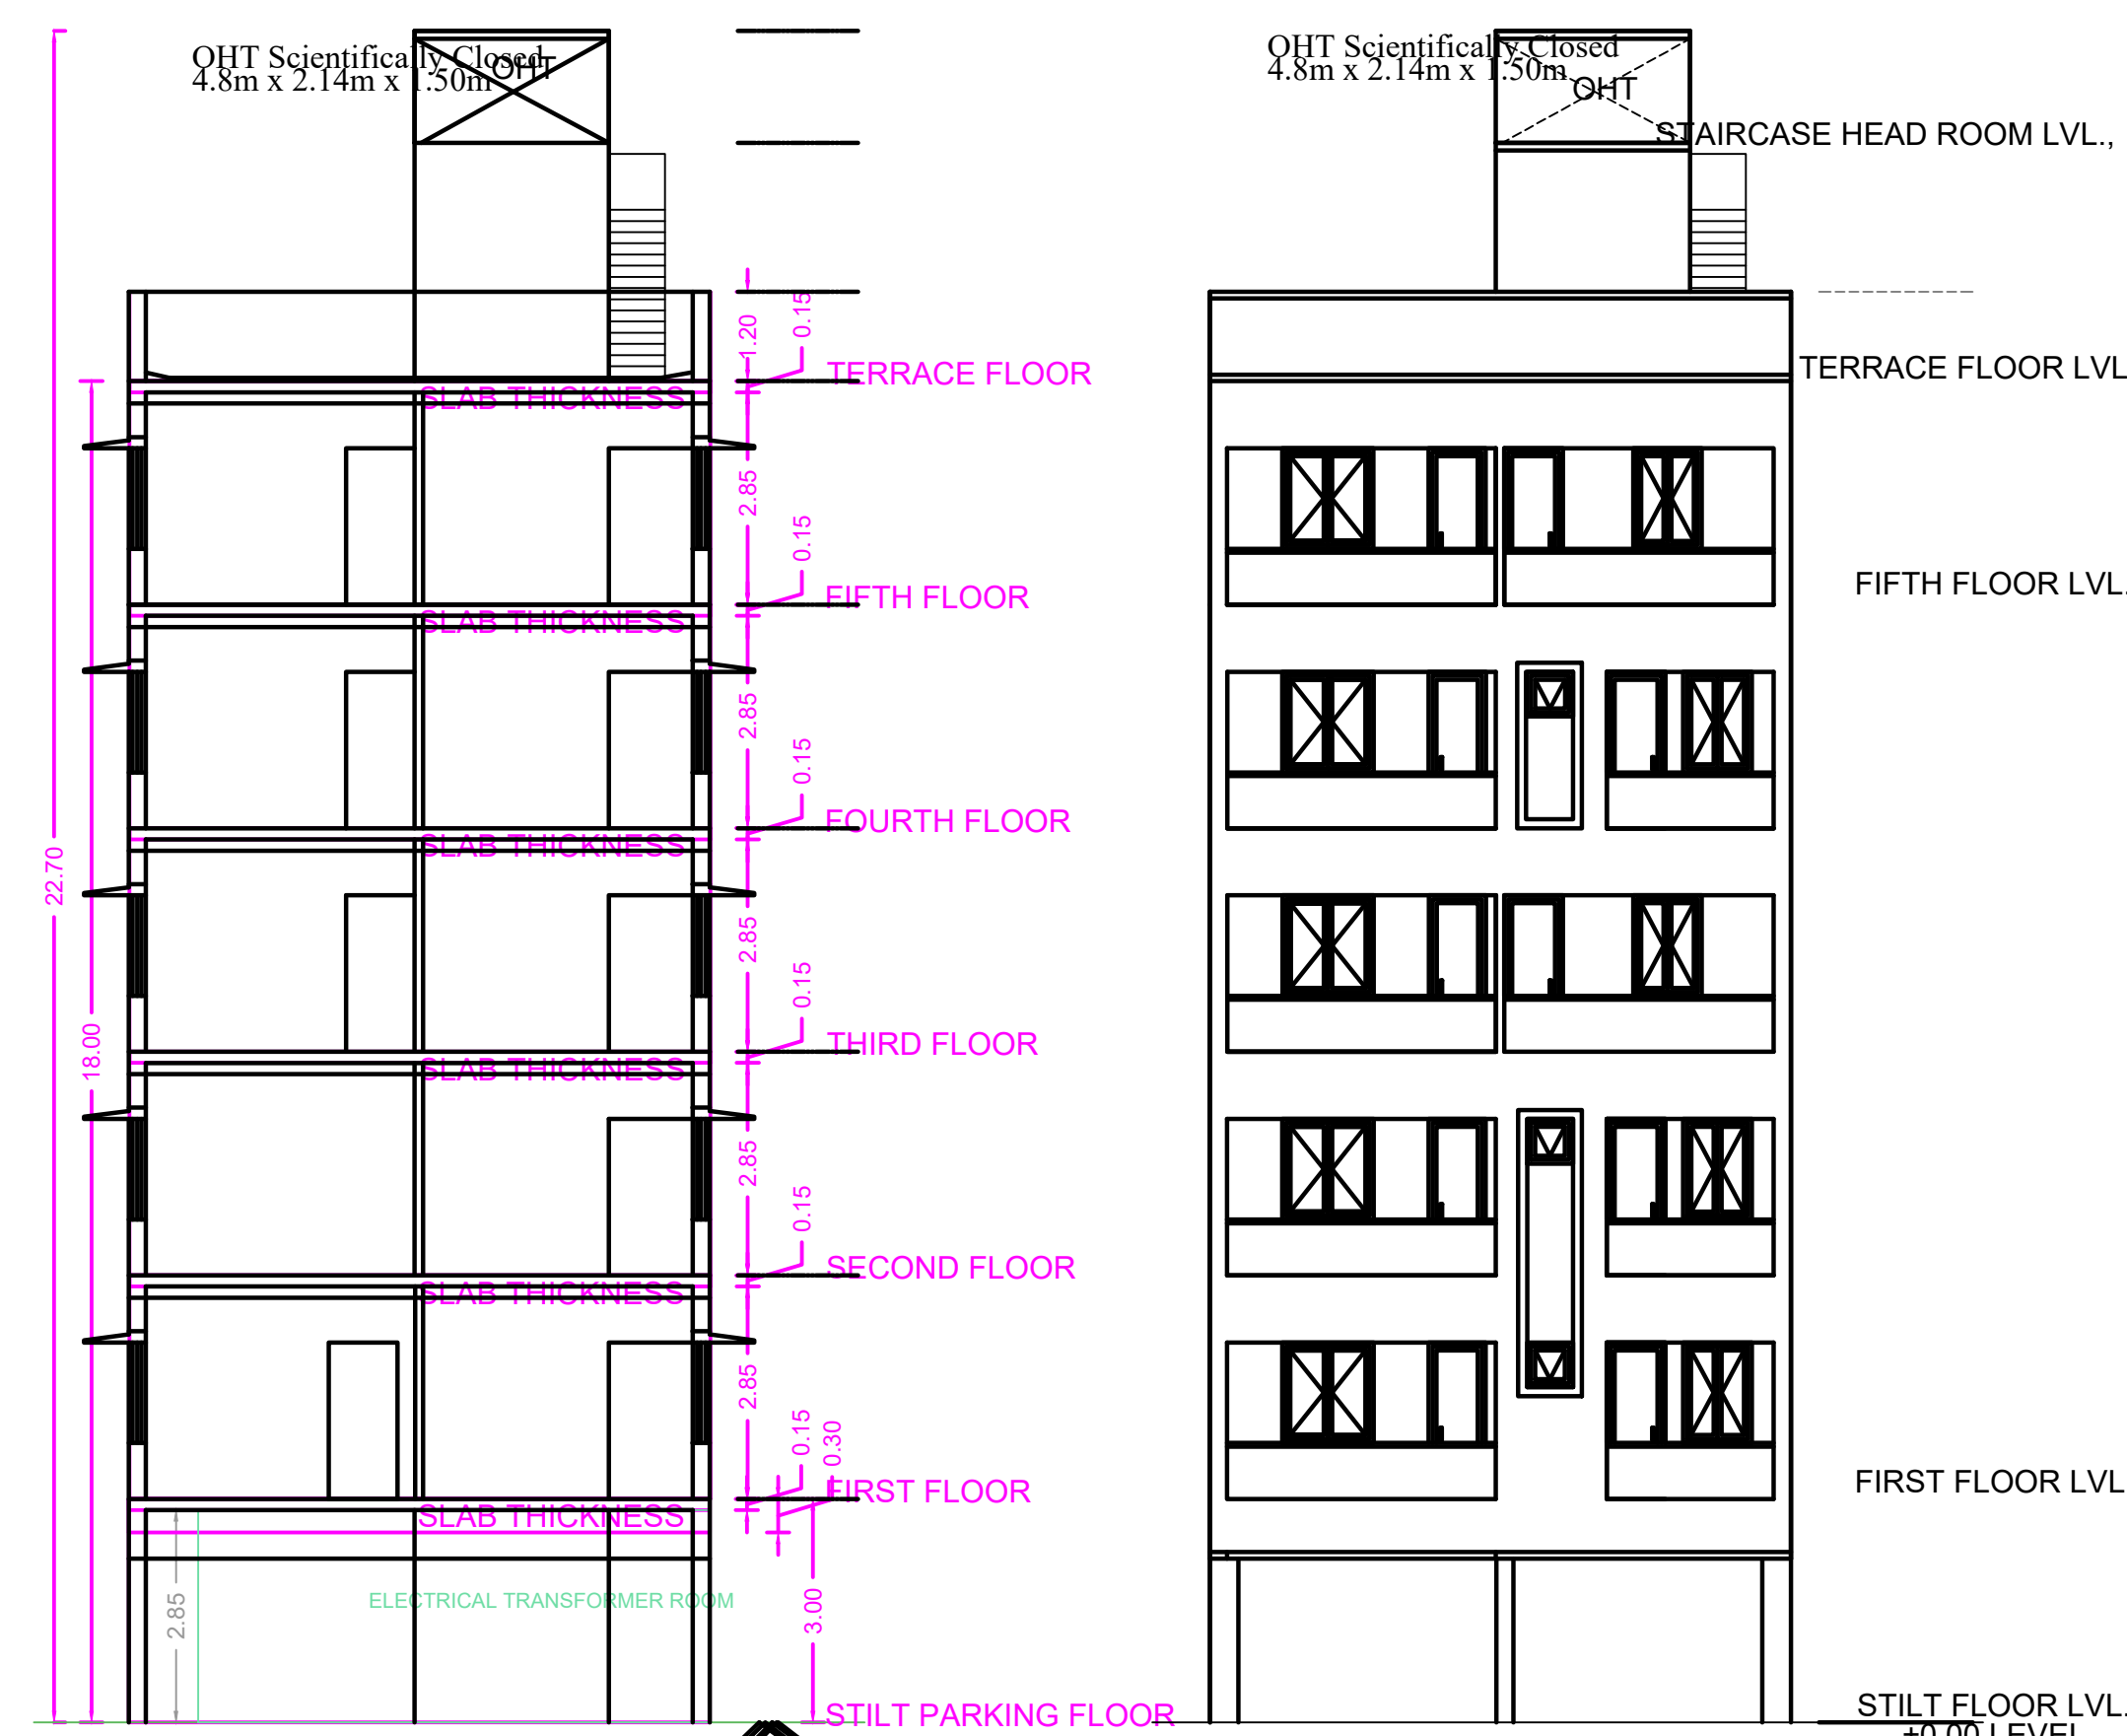 OHT Scientifically Closed
4.8m x 2.14m x 1.50m
OHT
1.20
0.15
TERRACE FLOOR
SLAB THICKNESS
2.85
0.15
FIFTH FLOOR
SLAB THICKNESS
2.85
0.15
FOURTH FLOOR
SLAB THICKNESS
22.70
2.85
0.15
THIRD FLOOR
18.00
SLAB THICKNESS
2.85
0.15
SECOND FLOOR
SLAB THICKNESS
2.85
0.15
0.30
FIRST FLOOR
SLAB THICKNESS
ELECTRICAL TRANSFORMER ROOM
2.85
3.00
STILT PARKING FLOOR
OHT Scientifically Closed
4.8m x 2.14m x 1.50m
OHT
STAIRCASE HEAD ROOM LVL.,
TERRACE FLOOR LVL
FIFTH FLOOR LVL.
FIRST FLOOR LVL
STILT FLOOR LVL.
±0.00 LEVEL